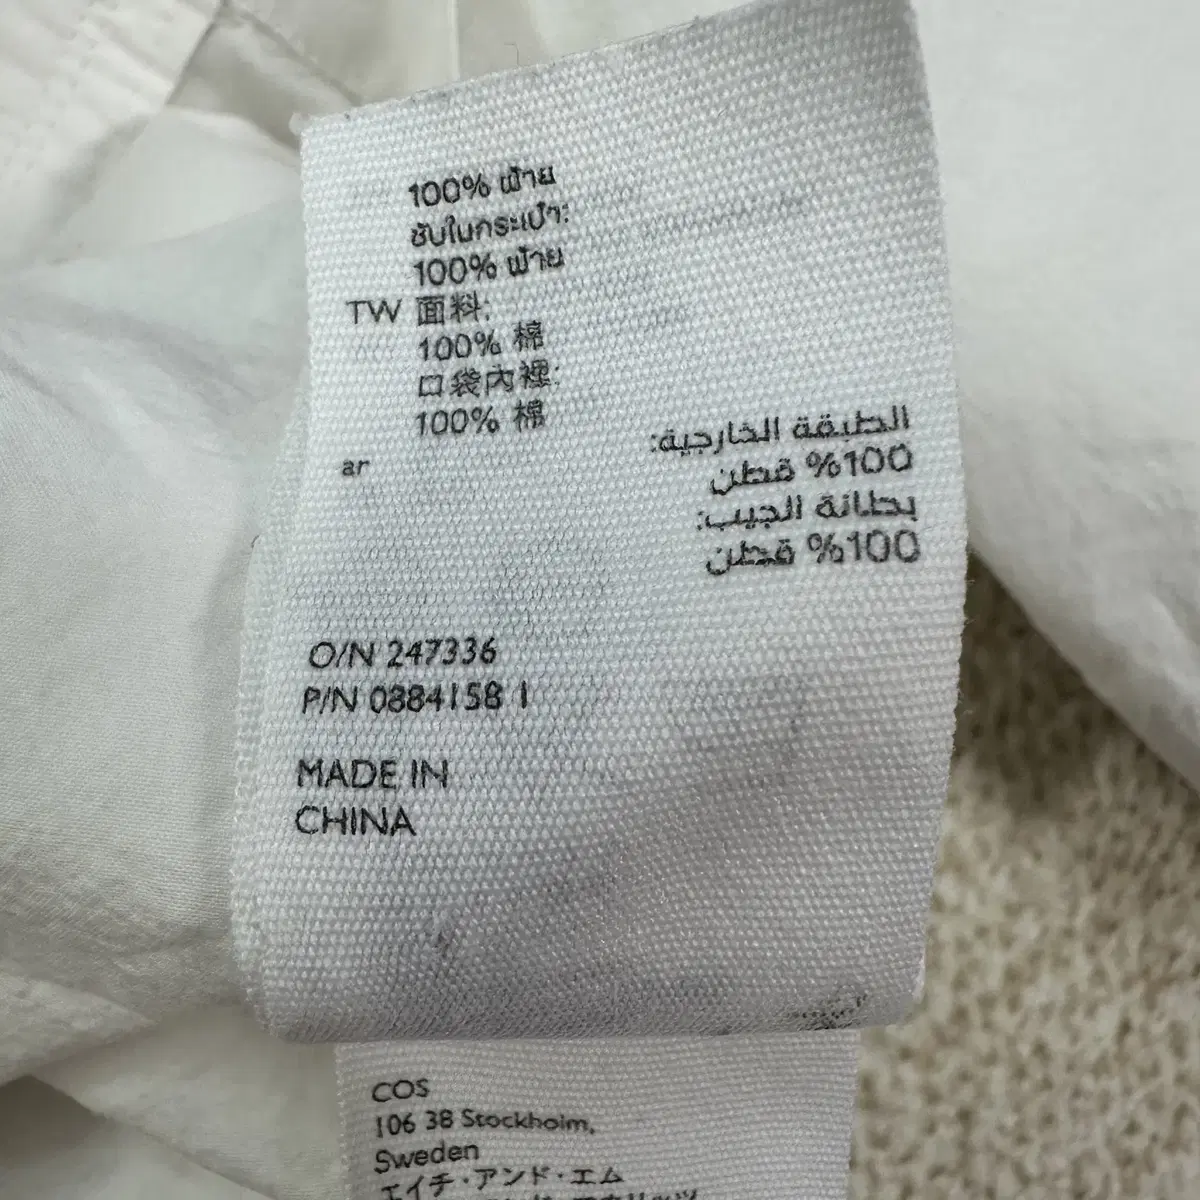 100% ฝ้าย
ซับในกระเป๋า:
100% ฝ้าย
TW 面料:
100% 棉
口袋內裡:
100% 棉
ar
الطبقة الخارجية:
%100 قطن
بطانة الجيب:
%100 قطن
O/N 247336
P/N 0884158 1
MADE IN
CHINA
COS
106 38 Stockholm,
Sweden
エイチ・アンド・エム